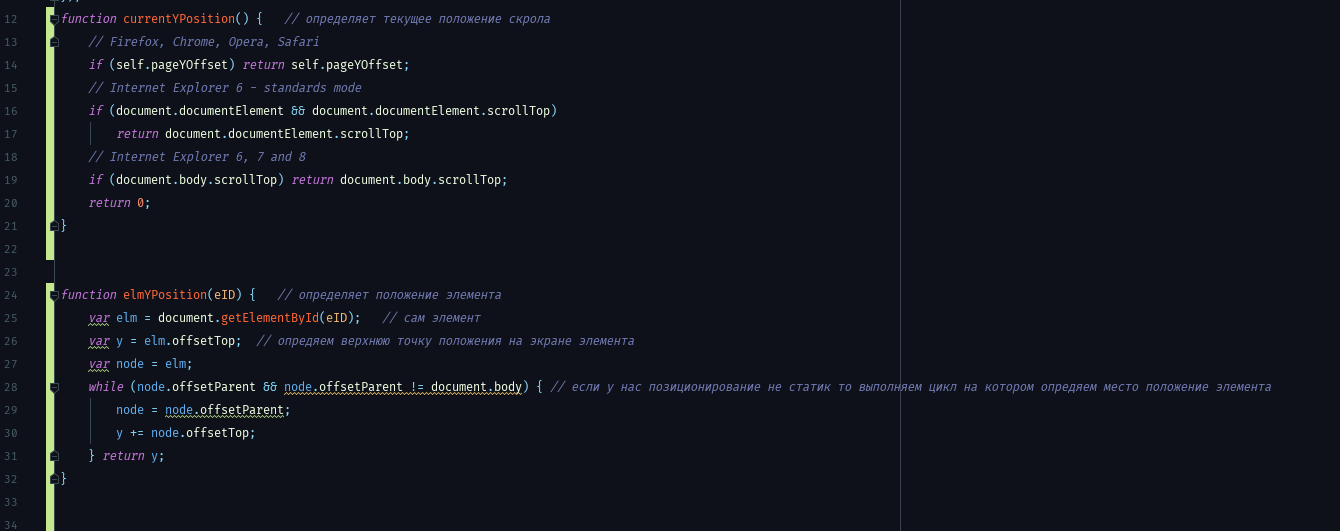 12 function currentYPosition() {   // определяет текущее положение скрола
13     // Firefox, Chrome, Opera, Safari
14     if (self.pageYOffset) return self.pageYOffset;
15     // Internet Explorer 6 - standards mode
16     if (document.documentElement && document.documentElement.scrollTop)
17         return document.documentElement.scrollTop;
18     // Internet Explorer 6, 7 and 8
19     if (document.body.scrollTop) return document.body.scrollTop;
20     return 0;
21 }
22
23
24 function elmYPosition(eID) {   // определяет положение элемента
25     var elm = document.getElementById(eID);   // сам элемент
26     var y = elm.offsetTop;  // опредяем верхнюю точку положения на экране элемента
27     var node = elm;
28     while (node.offsetParent && node.offsetParent != document.body) { // если у нас позиционирование не статик то выполняем цикл на котором опредяем место положение элемента
29         node = node.offsetParent;
30         y += node.offsetTop;
31     } return y;
32 }
33
34